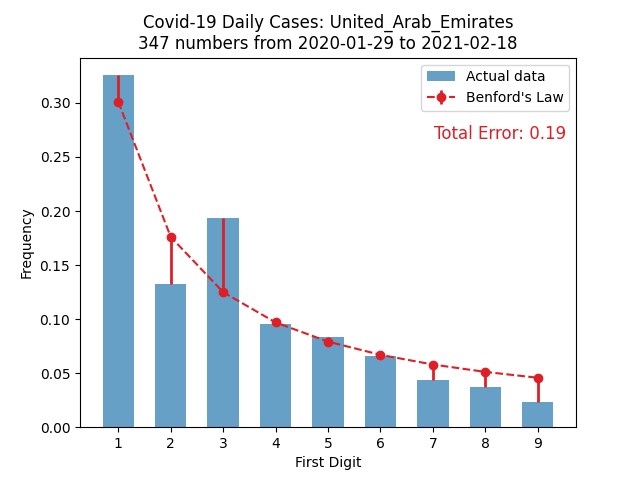 Covid-19 Daily Cases: United_Arab_Emirates
347 numbers from 2020-01-29 to 2021-02-18
Actual data
Benford's Law
Total Error: 0.19
Frequency
0.30
0.25
0.20
0.15
0.10
0.05
0.00
1 2 3 4 5 6 7 8 9
First Digit